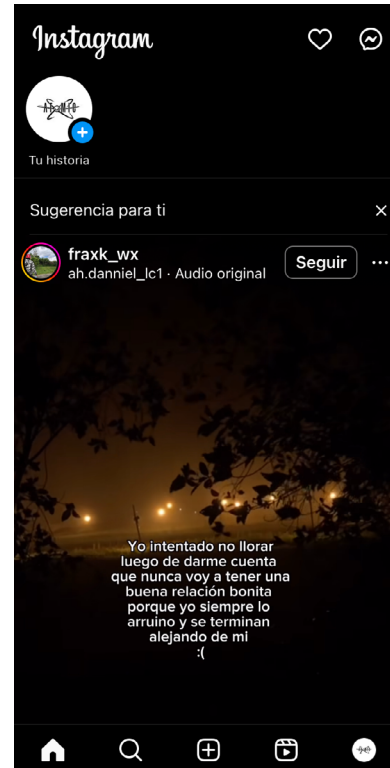 Instagram
Tu historia
Sugerencia para ti
fraxk_wx
ah.danniel_lc1 · Audio original
Seguir
Yo intentado no llorar
luego de darme cuenta
que nunca voy a tener una
buena relación bonita
porque yo siempre lo
arruino y se terminan
alejando de mi
:(